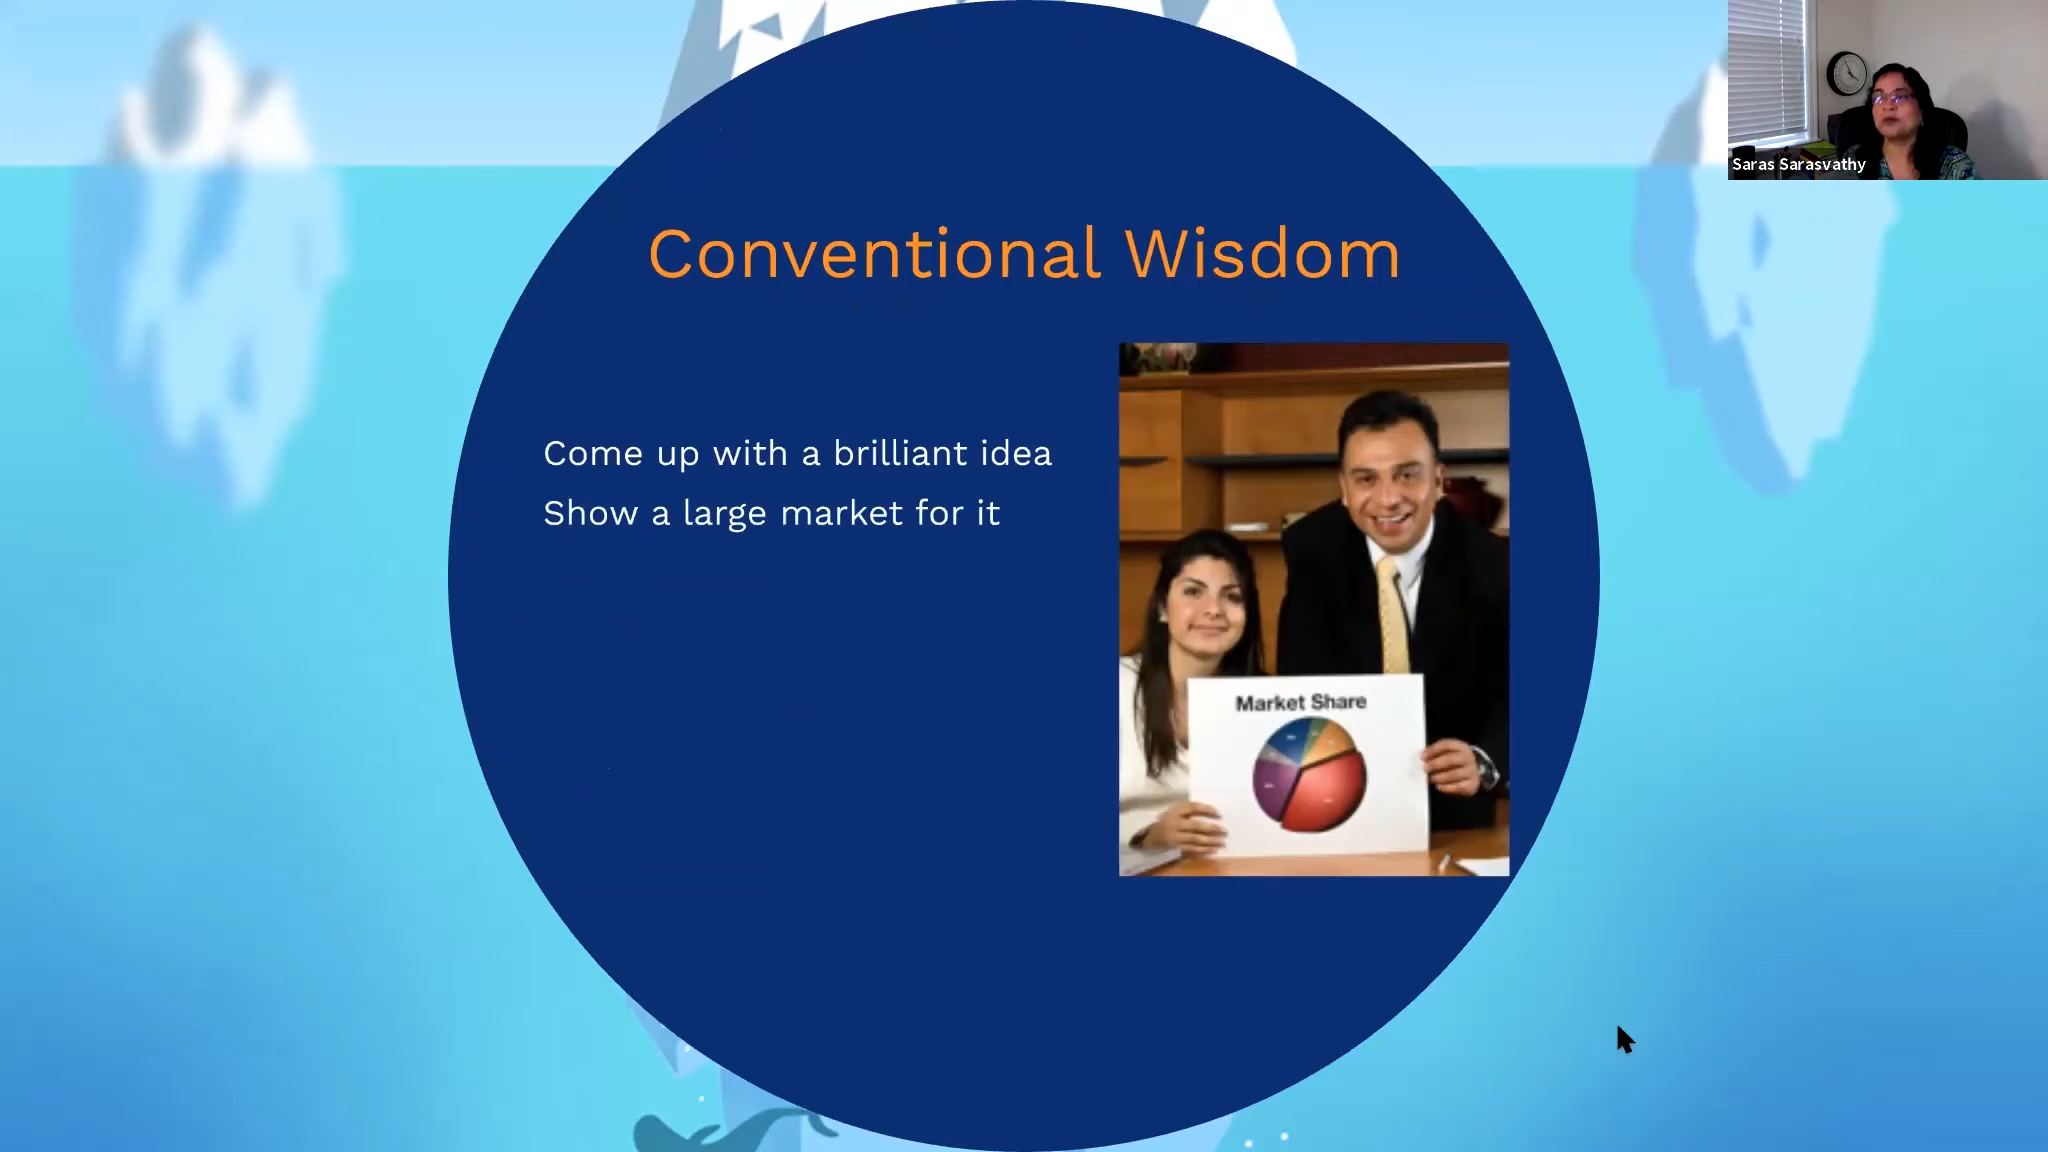 Saras Sarasvathy
Conventional Wisdom
Come up with a brilliant idea
Show a large market for it
Market Share